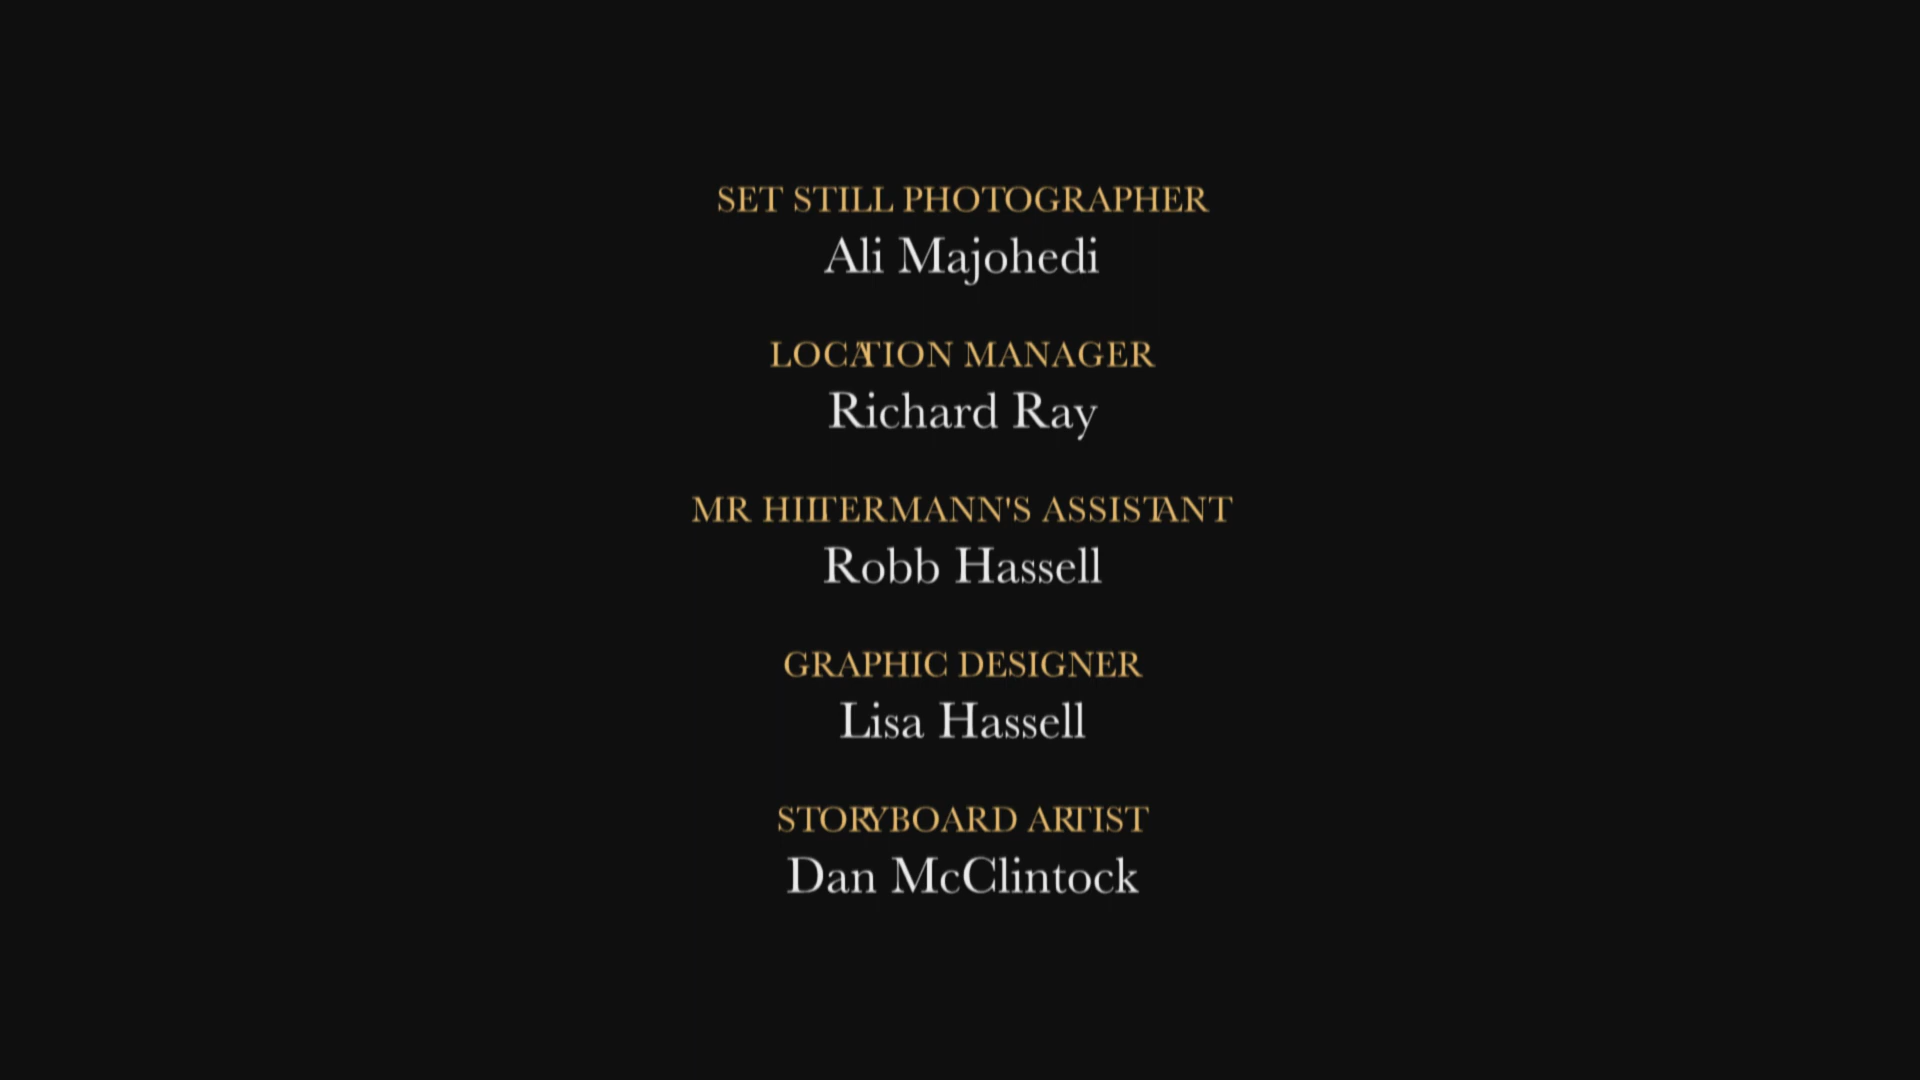 SET STILL PHOTOGRAPHER
Ali Majohedi
LOCATION MANAGER
Richard Ray
MR HILTERMANN'S ASSISTANT
Robb Hassell
GRAPHIC DESIGNER
Lisa Hassell
STORYBOARD ARTIST
Dan McClintock